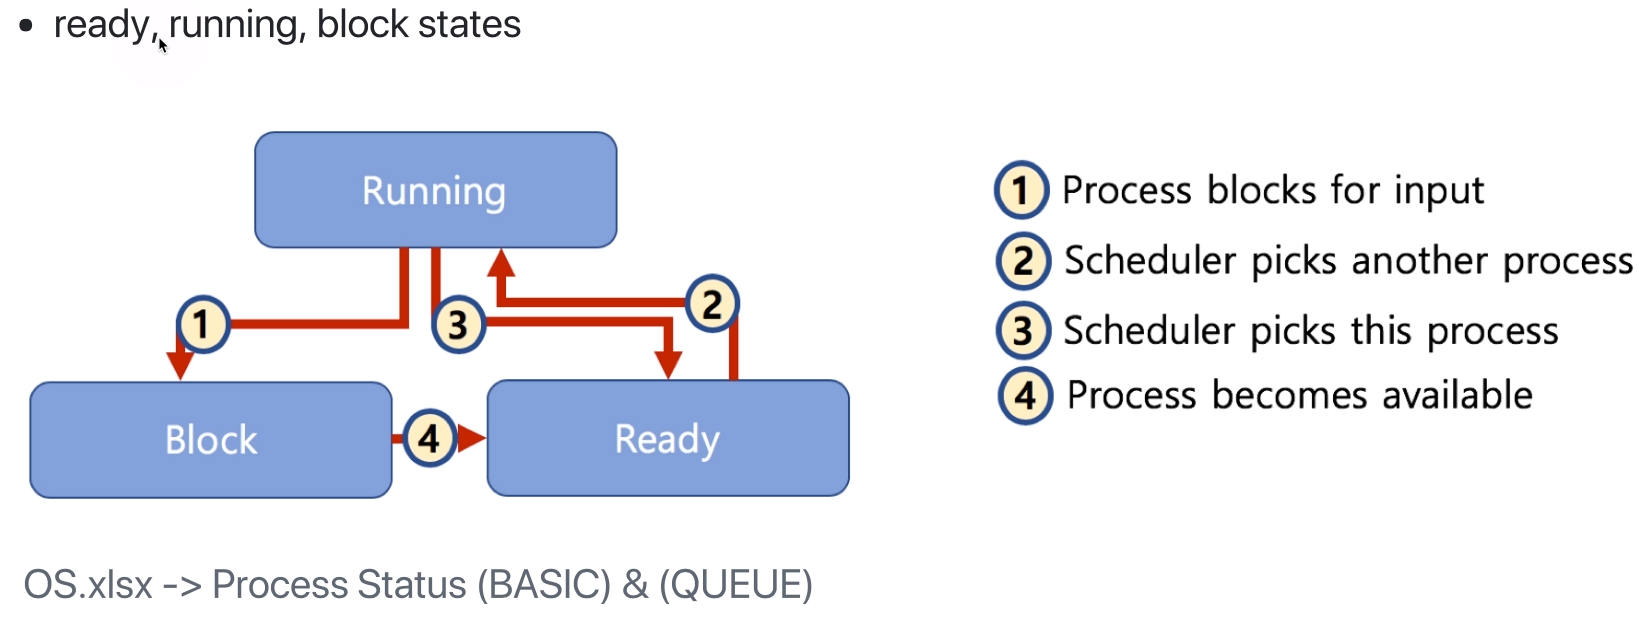 • ready, running, block states
Running
1
3
2
Block
4
Ready
1 Process blocks for input
2 Scheduler picks another process
3 Scheduler picks this process
4 Process becomes available
OS.xlsx -> Process Status (BASIC) & (QUEUE)